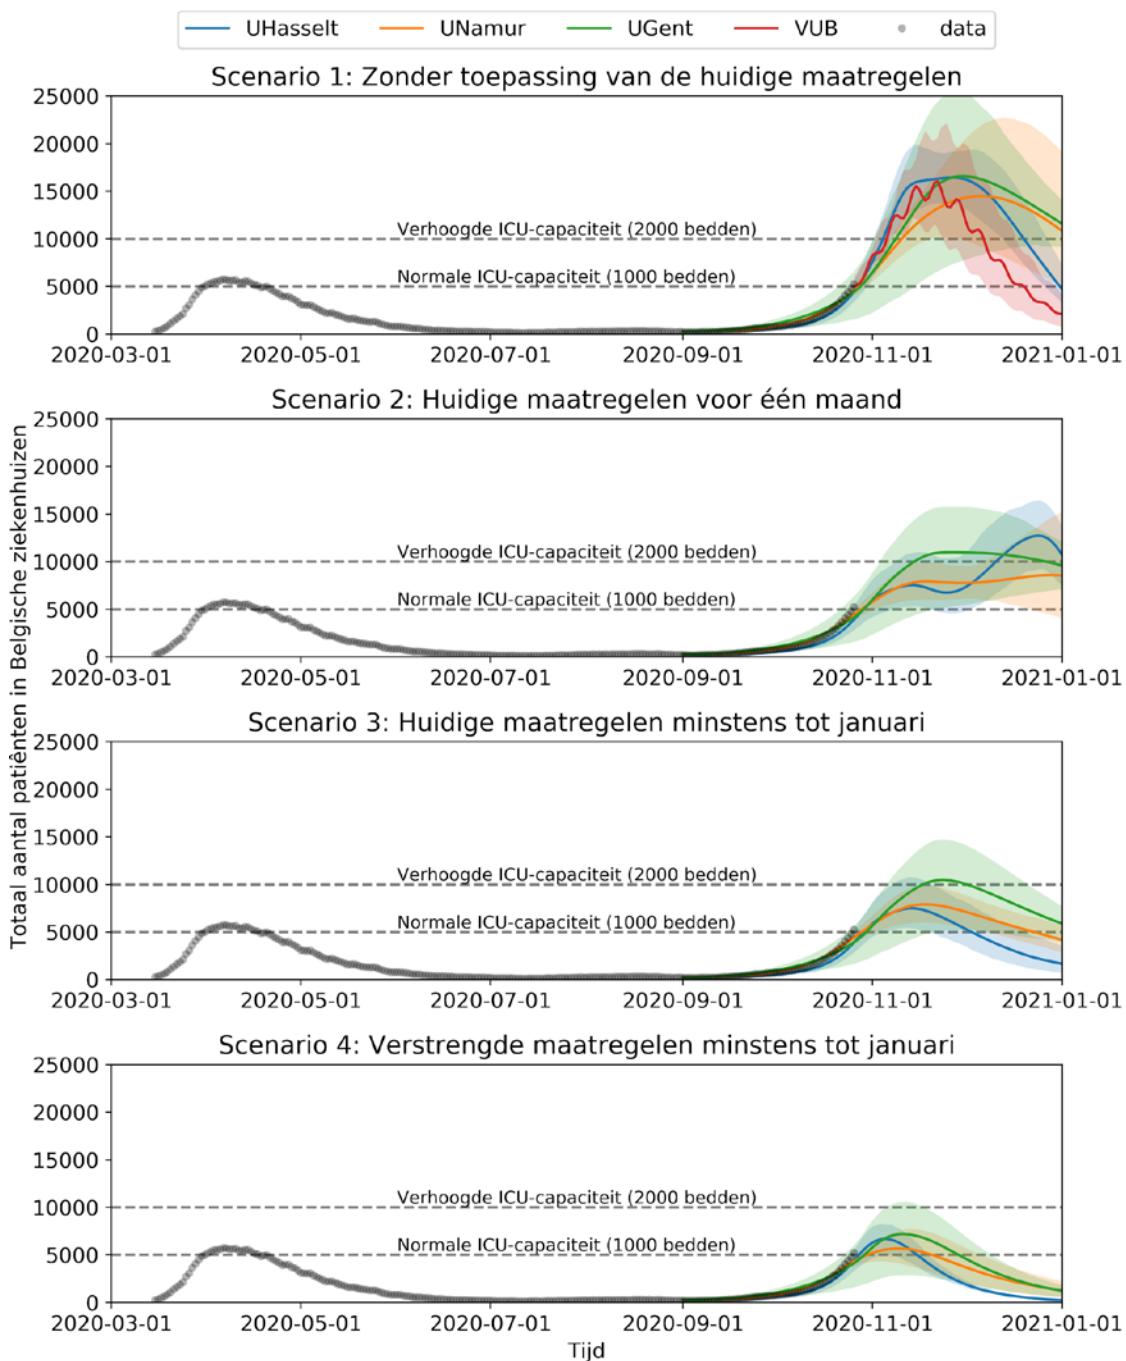 UHasselt UNamur UGent VUB data
Scenario 1: Zonder toepassing van de huidige maatregelen
25000
20000
15000
10000
5000
0
Verhoogde ICU-capaciteit (2000 bedden)
Normale ICU-capaciteit (1000 bedden)
2020-03-01 2020-05-01 2020-07-01 2020-09-01 2020-11-01 2021-01-01
Scenario 2: Huidige maatregelen voor één maand
25000
20000
15000
10000
5000
0
Verhoogde ICU-capaciteit (2000 bedden)
Normale ICU-capaciteit (1000 bedden)
2020-03-01 2020-05-01 2020-07-01 2020-09-01 2020-11-01 2021-01-01
Totaal aantal patiënten in Belgische ziekenhuizen
Scenario 3: Huidige maatregelen minstens tot januari
25000
20000
15000
10000
5000
0
Verhoogde ICU-capaciteit (2000 bedden)
Normale ICU-capaciteit (1000 bedden)
2020-03-01 2020-05-01 2020-07-01 2020-09-01 2020-11-01 2021-01-01
Scenario 4: Verstrengde maatregelen minstens tot januari
25000
20000
15000
10000
5000
0
Verhoogde ICU-capaciteit (2000 bedden)
Normale ICU-capaciteit (1000 bedden)
2020-03-01 2020-05-01 2020-07-01 2020-09-01 2020-11-01 2021-01-01
Tijd